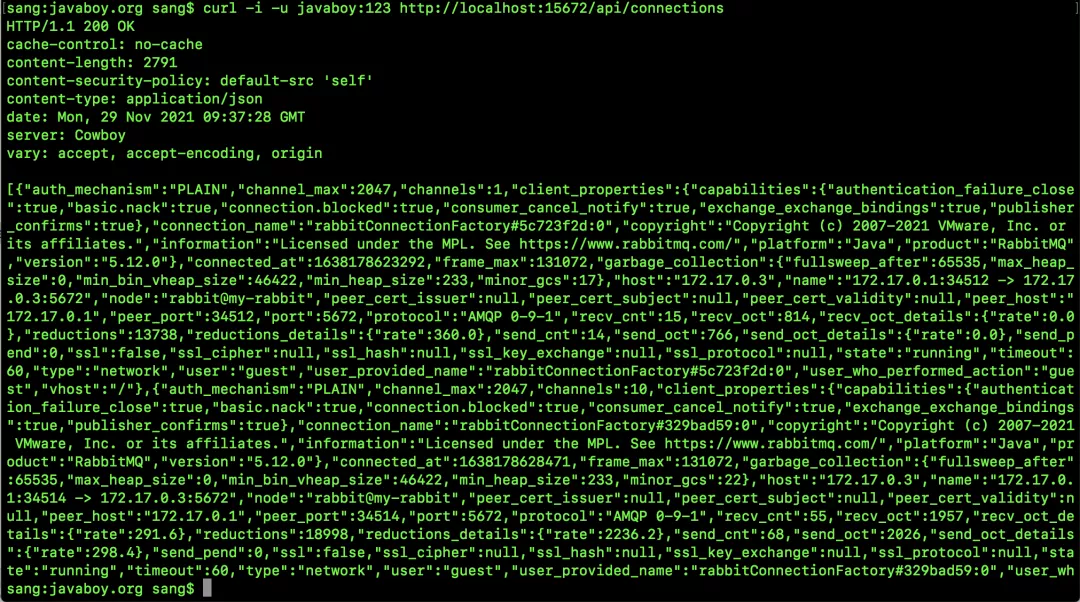 [sang:javaboy.org sang$ curl -i -u javaboy:123 http://localhost:15672/api/connections ]
HTTP/1.1 200 OK
cache-control: no-cache
content-length: 2791
content-security-policy: default-src 'self'
content-type: application/json
date: Mon, 29 Nov 2021 09:37:28 GMT
server: Cowboy
vary: accept, accept-encoding, origin

[{"auth_mechanism":"PLAIN","channel_max":2047,"channels":1,"client_properties":{"capabilities":{"authentication_failure_close
":true,"basic.nack":true,"connection.blocked":true,"consumer_cancel_notify":true,"exchange_exchange_bindings":true,"publisher
_confirms":true},"connection_name":"rabbitConnectionFactory#5c723f2d:0","copyright":"Copyright (c) 2007-2021 VMware, Inc. or
its affiliates.","information":"Licensed under the MPL. See https://www.rabbitmq.com/","platform":"Java","product":"RabbitMQ"
,"version":"5.12.0"},"connected_at":1638178623292,"frame_max":131072,"garbage_collection":{"fullsweep_after":65535,"max_heap_
size":0,"min_bin_vheap_size":46422,"min_heap_size":233,"minor_gcs":17},"host":"172.17.0.3","name":"172.17.0.1:34512 -> 172.17
.0.3:5672","node":"rabbit@my-rabbit","peer_cert_issuer":null,"peer_cert_subject":null,"peer_cert_validity":null,"peer_host":"
172.17.0.1","peer_port":34512,"port":5672,"protocol":"AMQP 0-9-1","recv_cnt":15,"recv_oct":814,"recv_oct_details":{"rate":0.0
},"reductions":13738,"reductions_details":{"rate":360.0},"send_cnt":14,"send_oct":766,"send_oct_details":{"rate":0.0},"send_p
end":0,"ssl":false,"ssl_cipher":null,"ssl_hash":null,"ssl_key_exchange":null,"ssl_protocol":null,"state":"running","timeout":
60,"type":"network","user":"guest","user_provided_name":"rabbitConnectionFactory#5c723f2d:0","user_who_performed_action":"gue
st","vhost":"/"},{"auth_mechanism":"PLAIN","channel_max":2047,"channels":10,"client_properties":{"capabilities":{"authenticat
ion_failure_close":true,"basic.nack":true,"connection.blocked":true,"consumer_cancel_notify":true,"exchange_exchange_bindings
":true,"publisher_confirms":true},"connection_name":"rabbitConnectionFactory#329bad59:0","copyright":"Copyright (c) 2007-2021
 VMware, Inc. or its affiliates.","information":"Licensed under the MPL. See https://www.rabbitmq.com/","platform":"Java","pr
oduct":"RabbitMQ","version":"5.12.0"},"connected_at":1638178628471,"frame_max":131072,"garbage_collection":{"fullsweep_after"
:65535,"max_heap_size":0,"min_bin_vheap_size":46422,"min_heap_size":233,"minor_gcs":22},"host":"172.17.0.3","name":"172.17.0.
1:34514 -> 172.17.0.3:5672","node":"rabbit@my-rabbit","peer_cert_issuer":null,"peer_cert_subject":null,"peer_cert_validity":n
ull,"peer_host":"172.17.0.1","peer_port":34514,"port":5672,"protocol":"AMQP 0-9-1","recv_cnt":55,"recv_oct":1957,"recv_oct_de
tails":{"rate":291.6},"reductions":18998,"reductions_details":{"rate":2236.2},"send_cnt":68,"send_oct":2026,"send_oct_details
":{"rate":298.4},"send_pend":0,"ssl":false,"ssl_cipher":null,"ssl_hash":null,"ssl_key_exchange":null,"ssl_protocol":null,"sta
te":"running","timeout":60,"type":"network","user":"guest","user_provided_name":"rabbitConnectionFactory#329bad59:0","user_wh
sang:javaboy.org sang$